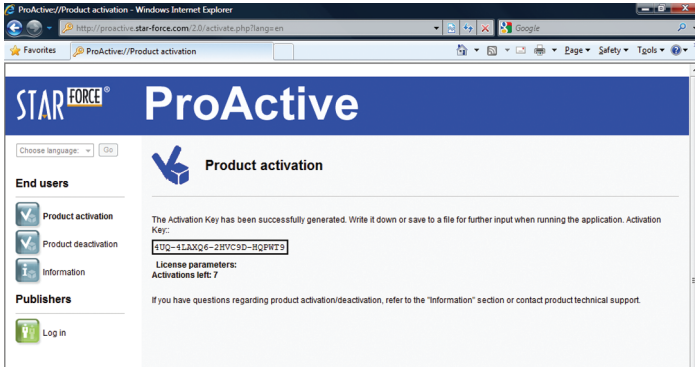 ProActive://Product activation - Windows Internet Explorer
http://proactive.star-force.com/2.0/activate.php?lang=en
Google
Favorites
ProActive://Product activation
Page
Safety
Tools
STAR FORCE®
ProActive
Choose language:
Go
Product activation
End users
Product activation
Product deactivation
Information
Publishers
Log in
The Activation Key has been successfully generated. Write it down or save to a file for further input when running the application. Activation
Key::
4UQ-4LAXQ6-2HVC9D-HQPWT9
License parameters:
Activations left: 7
If you have questions regarding product activation/deactivation, refer to the "Information" section or contact product technical support.